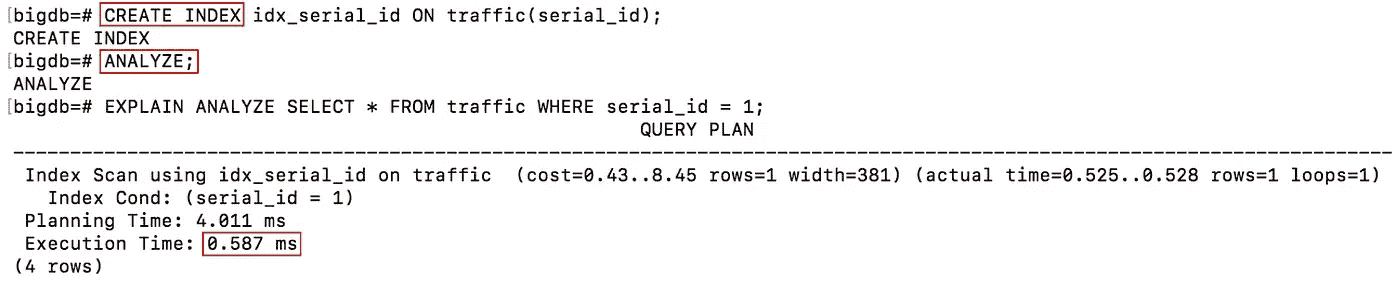 [bigdb=# CREATE INDEX idx_serial_id ON traffic(serial_id);
CREATE INDEX
[bigdb=# ANALYZE;
ANALYZE
[bigdb=# EXPLAIN ANALYZE SELECT * FROM traffic WHERE serial_id = 1;
QUERY PLAN
---------------------------------------------------------------------------------------------------------------------
Index Scan using idx_serial_id on traffic  (cost=0.43..8.45 rows=1 width=381) (actual time=0.525..0.528 rows=1 loops=1)
Index Cond: (serial_id = 1)
Planning Time: 4.011 ms
Execution Time: 0.587 ms
(4 rows)